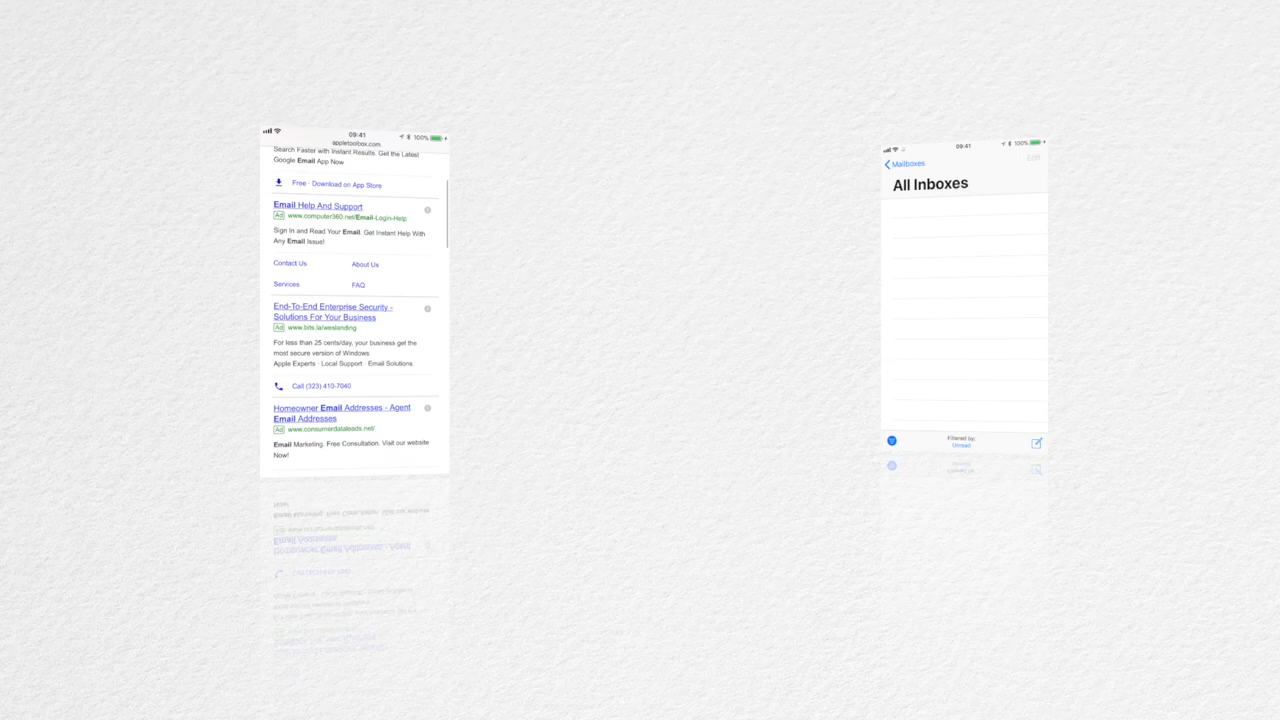 09:41
100%
appletoolbox.com
Search Faster with Instant Results. Get the Latest
Google Email App Now
Free · Download on App Store
Email Help And Support
Ad www.computer360.net/Email-Login-Help
Sign In and Read Your Email. Get Instant Help With
Any Email Issue!
Contact Us About Us
Services FAQ
End-To-End Enterprise Security -
Solutions For Your Business
Ad www.bits.la/weslanding
For less than 25 cents/day, your business get the
most secure version of Windows
Apple Experts · Local Support · Email Solutions
Call (323) 410-7040
Homeowner Email Addresses - Agent
Email Addresses
Ad www.consumerdataleads.net/
Email Marketing. Free Consultation. Visit our website
Now!
09:41
100%
Mailboxes
Edit
All Inboxes
Filtered by:
Unread